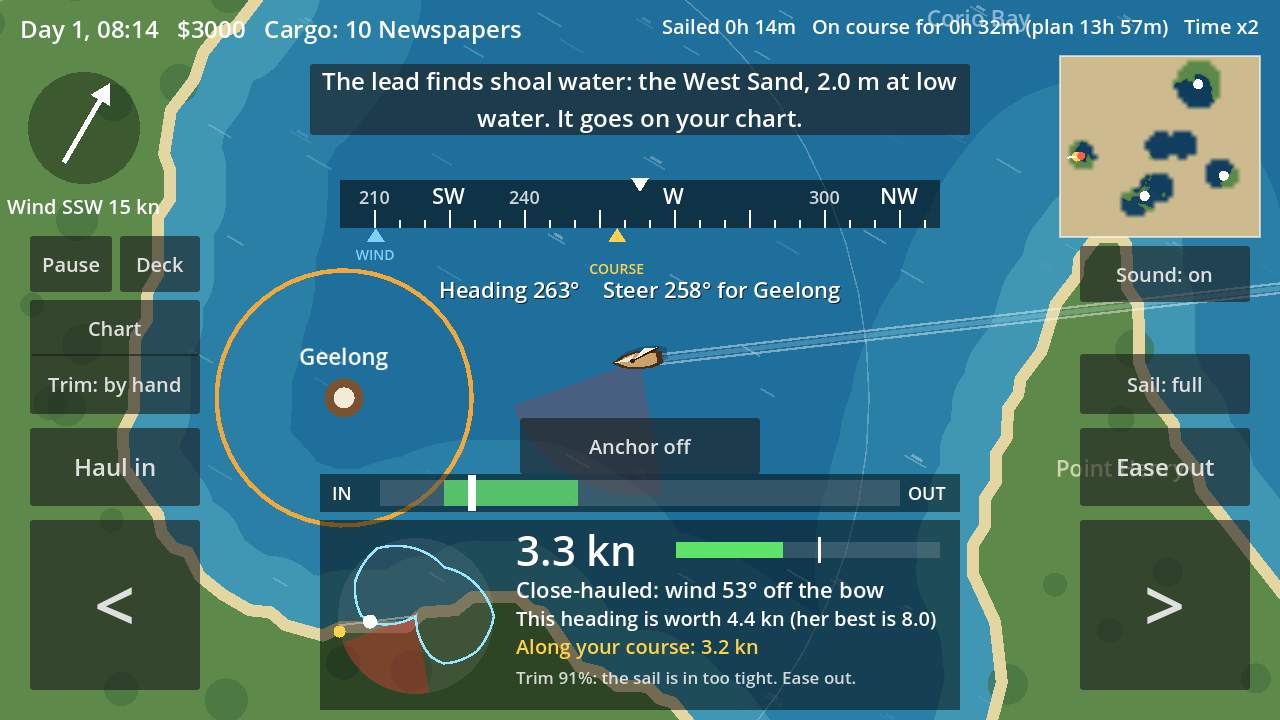 Day 1, 08:14 $3000 Cargo: 10 Newspapers
Corio Bay
Sailed 0h 14m On course for 0h 32m (plan 13h 57m) Time x2
The lead finds shoal water: the West Sand, 2.0 m at low
water. It goes on your chart.
Wind SSW 15 kn
210 SW 240 W 300 NW
WIND
COURSE
Heading 263° Steer 258° for Geelong
Pause
Deck
Chart
Trim: by hand
Haul in
<
Geelong
Anchor off
Sound: on
Sail: full
Point
Ease out
>
IN
OUT
3.3 kn
Close-hauled: wind 53° off the bow
This heading is worth 4.4 kn (her best is 8.0)
Along your course: 3.2 kn
Trim 91%: the sail is in too tight. Ease out.